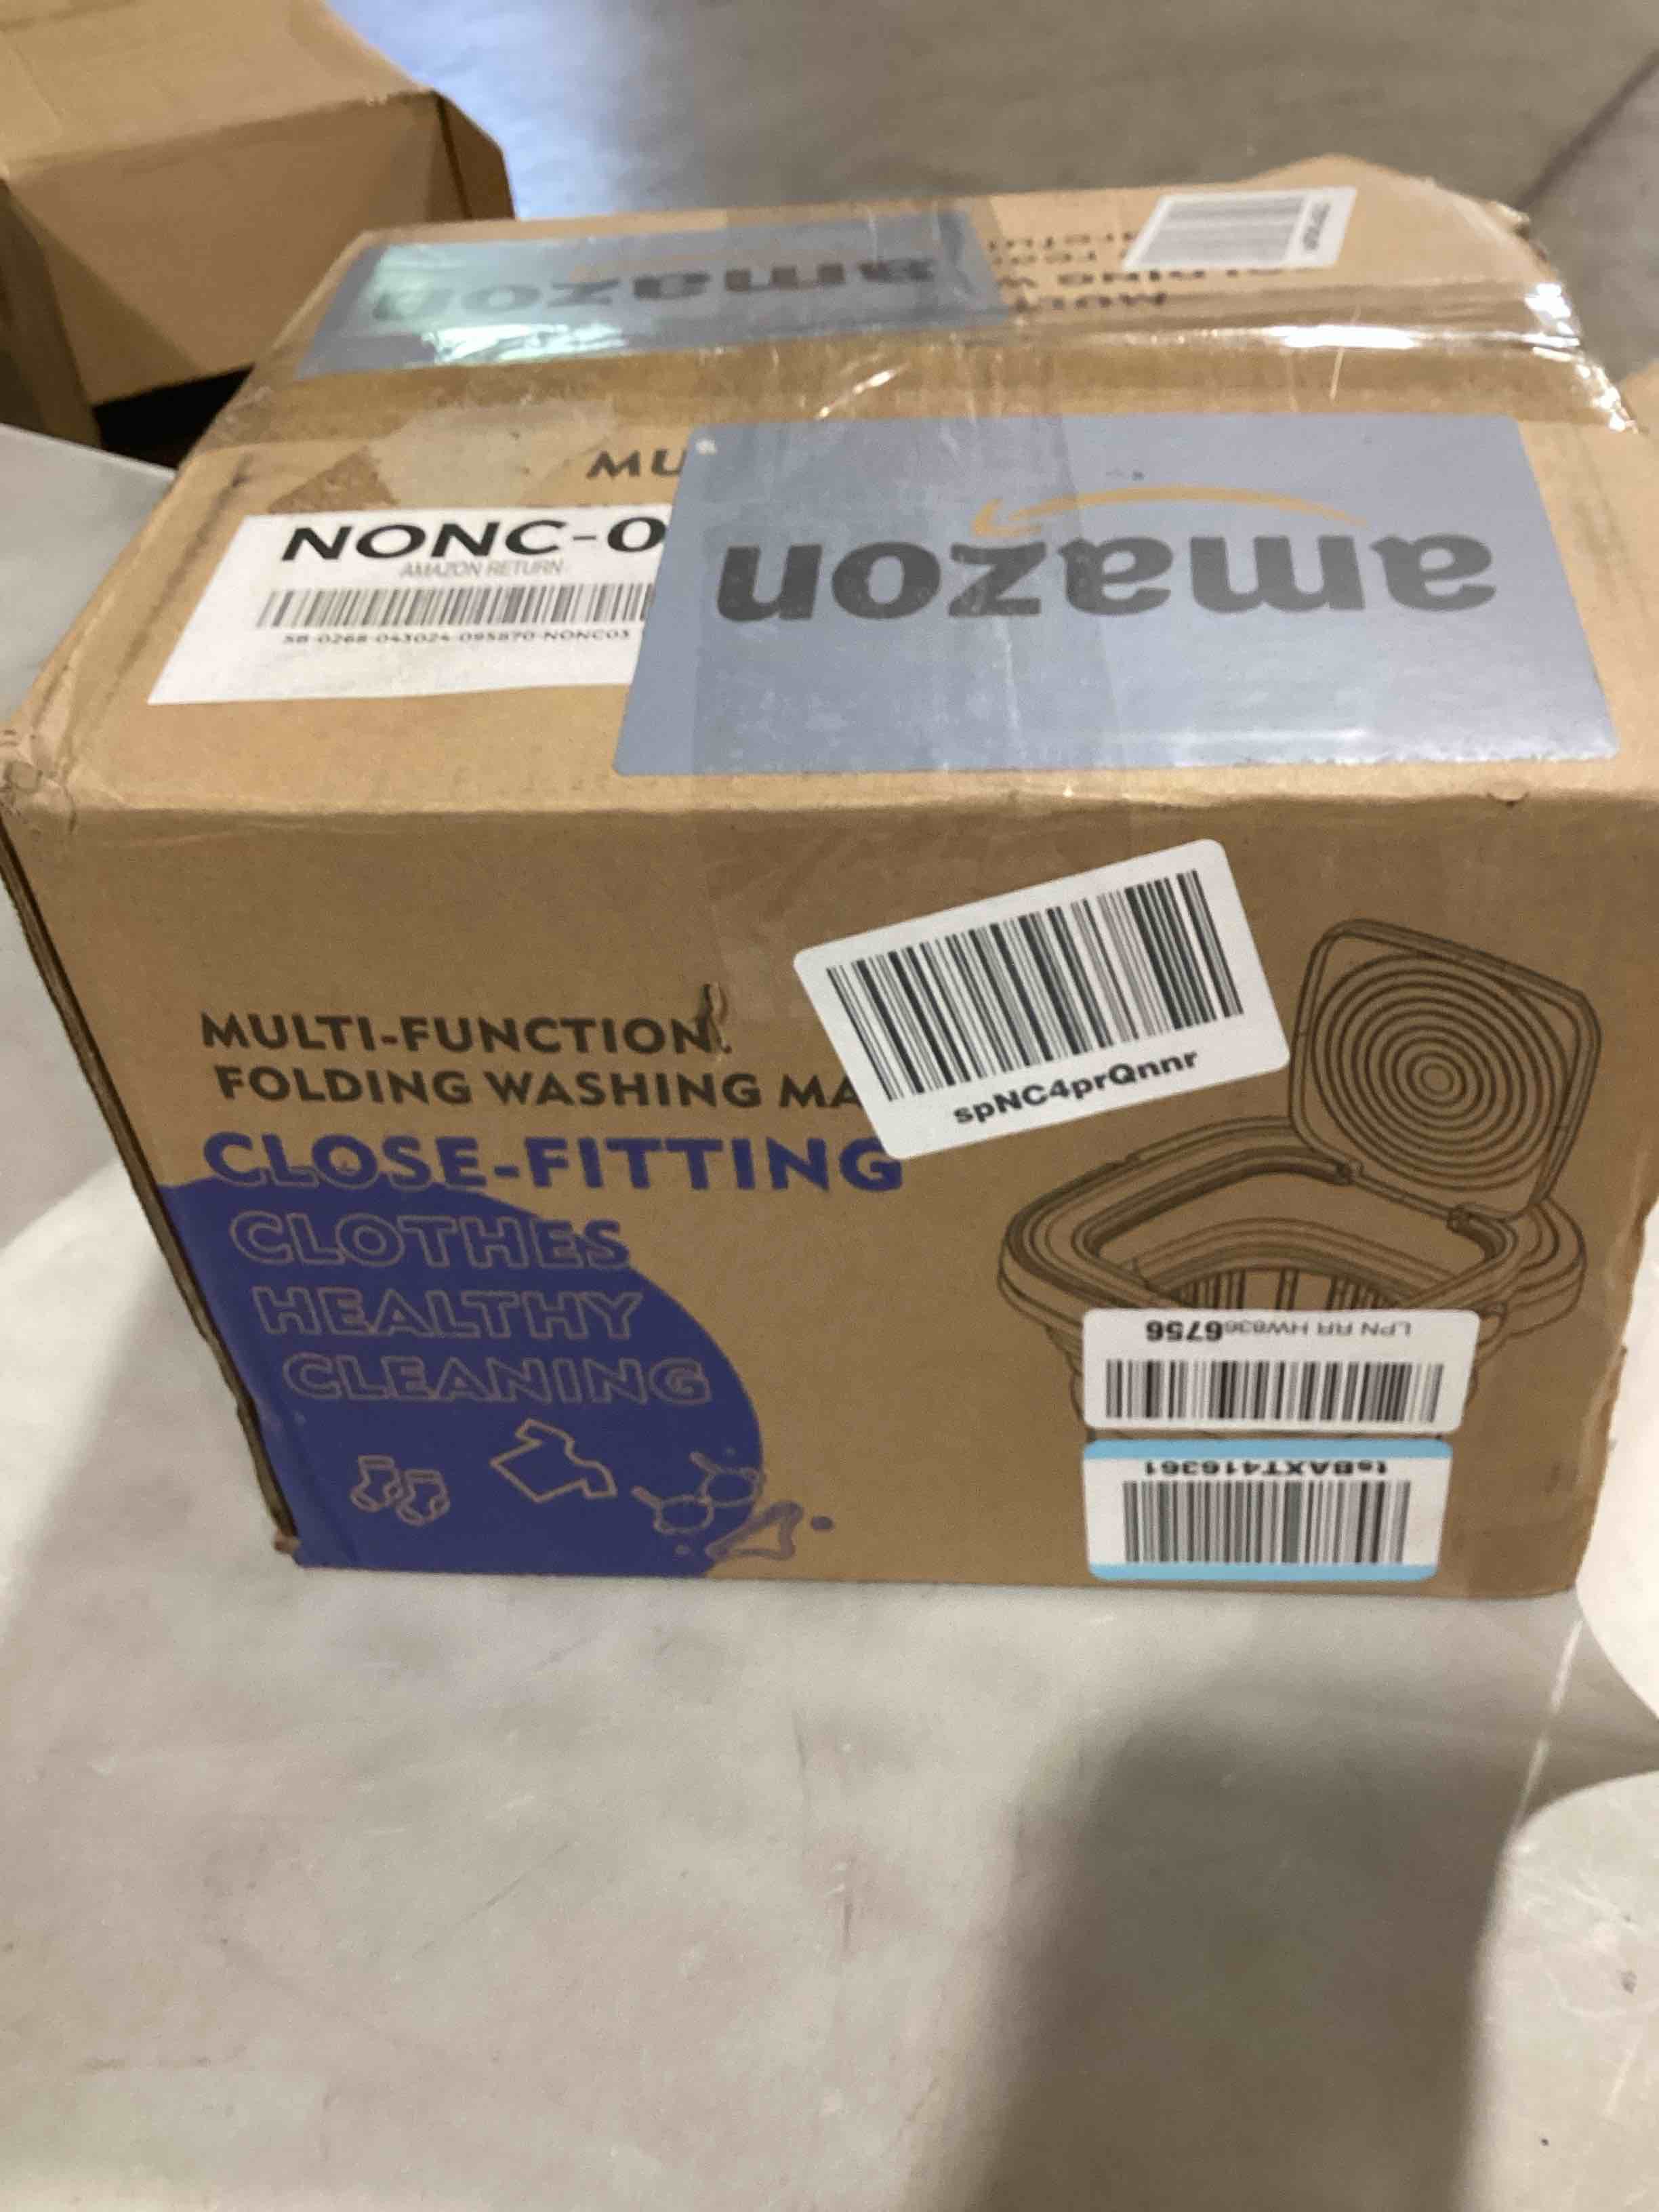 amazon
MU
NONC-0
AMAZON RETURN
SB-0268-043024-095870-NONC03
amazon
spNC4prQnnr
MULTI-FUNCTION
FOLDING WASHING MA
CLOSE-FITTING
CLOTHES
HEALTHY
CLEANING
LPN RR HW8366756
tsBAXT416361